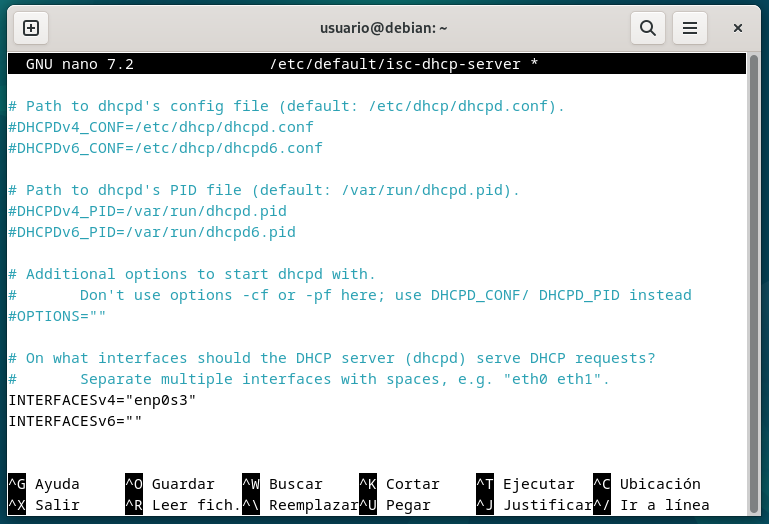 usuario@debian: ~
GNU nano 7.2 /etc/default/isc-dhcp-server *
# Path to dhcpd's config file (default: /etc/dhcp/dhcpd.conf).
#DHCPDv4_CONF=/etc/dhcp/dhcpd.conf
#DHCPDv6_CONF=/etc/dhcp/dhcpd6.conf
# Path to dhcpd's PID file (default: /var/run/dhcpd.pid).
#DHCPDv4_PID=/var/run/dhcpd.pid
#DHCPDv6_PID=/var/run/dhcpd6.pid
# Additional options to start dhcpd with.
#       Don't use options -cf or -pf here; use DHCPD_CONF/ DHCPD_PID instead
#OPTIONS=""
# On what interfaces should the DHCP server (dhcpd) serve DHCP requests?
#       Separate multiple interfaces with spaces, e.g. "eth0 eth1".
INTERFACESv4="enp0s3"
INTERFACESv6=""
^G Ayuda ^O Guardar ^W Buscar ^K Cortar ^T Ejecutar ^C Ubicación
^X Salir ^R Leer fich. ^\ Reemplazar ^U Pegar ^J Justificar ^/ Ir a línea